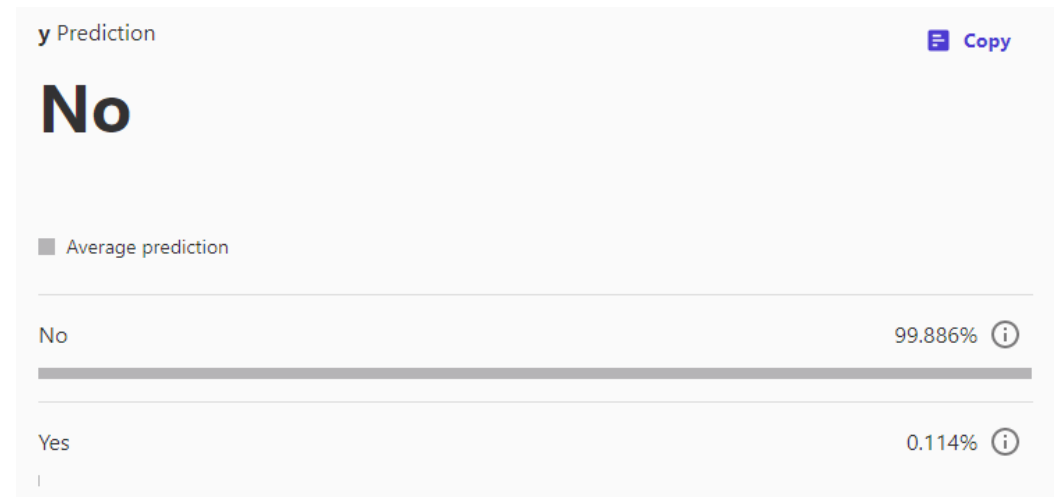 y Prediction
Copy
No
Average prediction
No 99.886%
Yes 0.114%